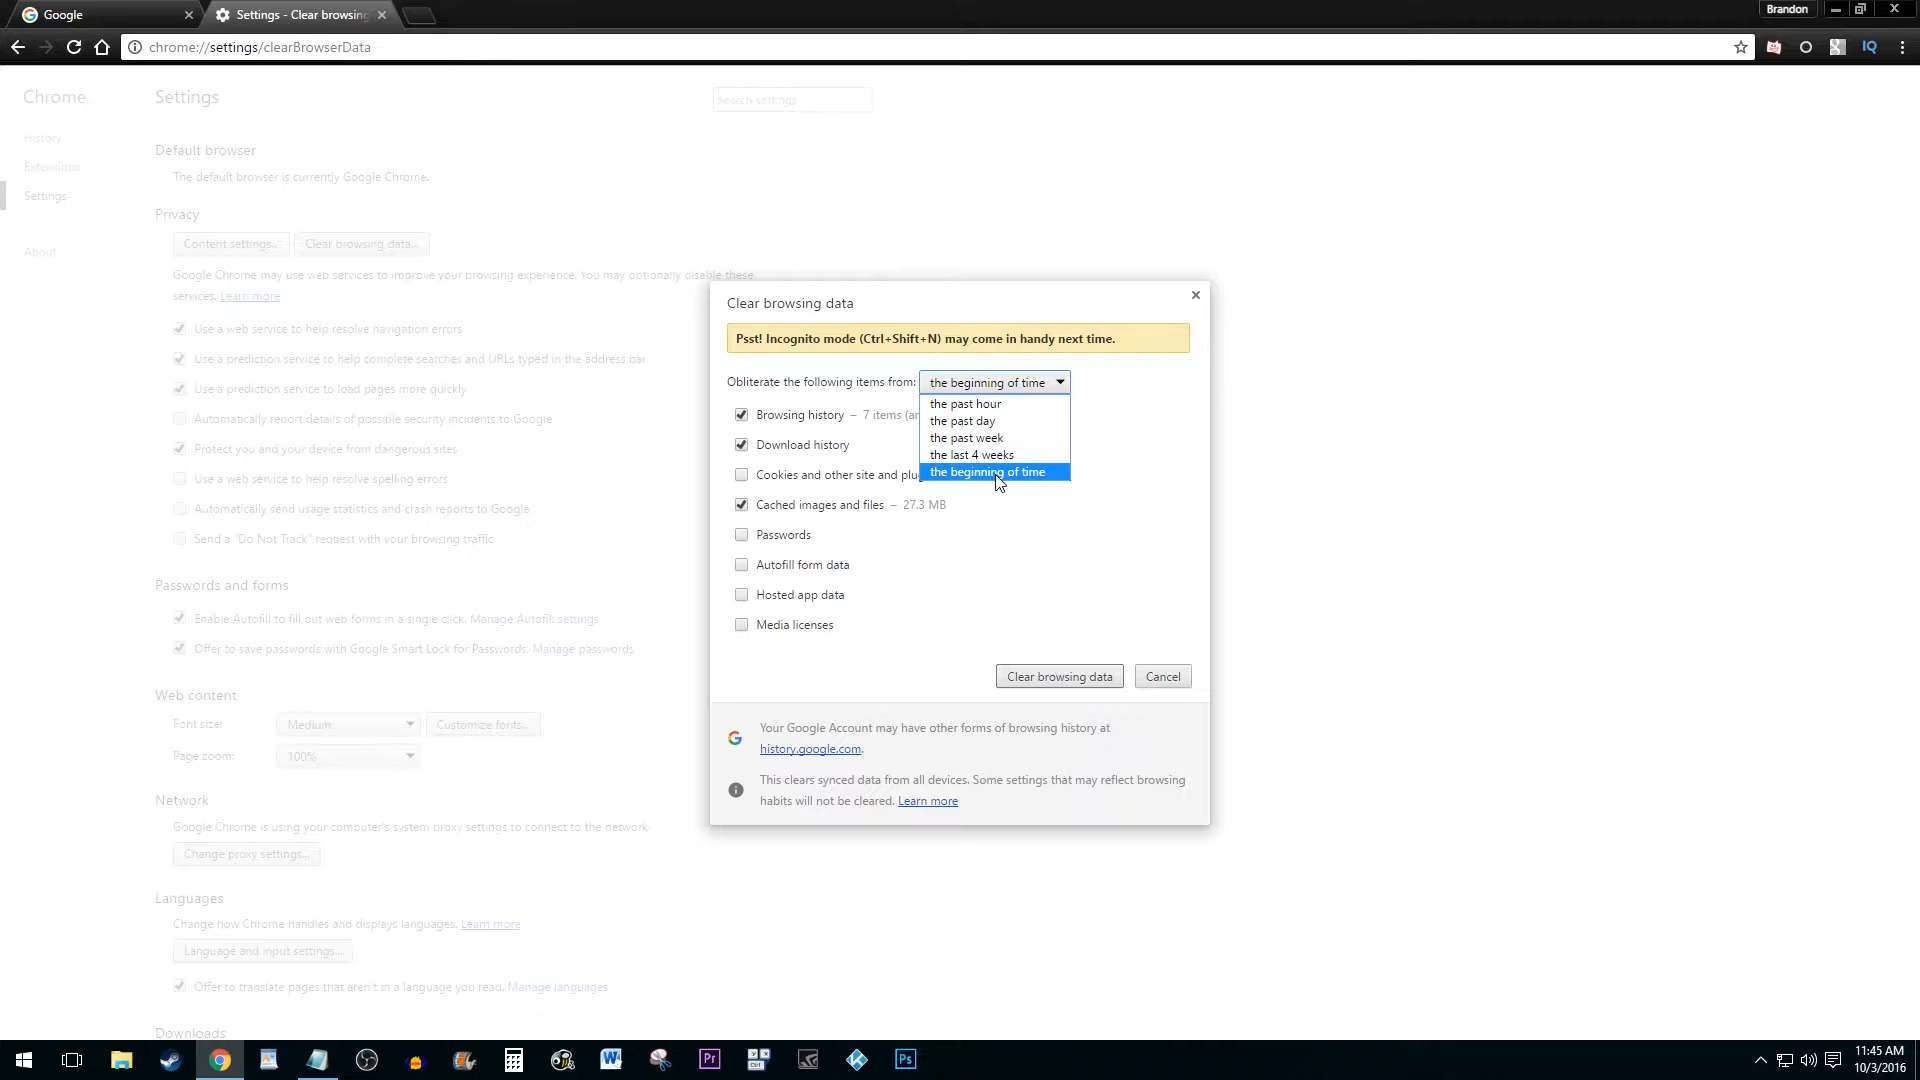 Google
Settings - Clear browsing
Brandon
chrome://settings/clearBrowserData
IQ
Chrome
Settings
Search settings
History
Extensions
Settings
About
Default browser
The default browser is currently Google Chrome.
Privacy
Content settings...
Clear browsing data...
Google Chrome may use web services to improve your browsing experience. You may optionally disable these
services. Learn more
Use a web service to help resolve navigation errors
Use a prediction service to help complete searches and URLs typed in the address bar
Use a prediction service to load pages more quickly
Automatically report details of possible security incidents to Google
Protect you and your device from dangerous sites
Use a web service to help resolve spelling errors
Automatically send usage statistics and crash reports to Google
Send a "Do Not Track" request with your browsing traffic
Passwords and forms
Enable Autofill to fill out web forms in a single click. Manage Autofill settings
Offer to save passwords with Google Smart Lock for Passwords. Manage passwords
Web content
Font size:
Medium
Customize fonts...
Page zoom:
100%
Network
Google Chrome is using your computer's system proxy settings to connect to the network.
Change proxy settings...
Languages
Change how Chrome handles and displays languages. Learn more
Language and input settings...
Offer to translate pages that aren't in a language you read. Manage languages
Downloads
Clear browsing data
Psst! Incognito mode (Ctrl+Shift+N) may come in handy next time.
Obliterate the following items from:
the beginning of time
the past hour
the past day
the past week
the last 4 weeks
the beginning of time
Browsing history – 7 items (an
Download history
Cookies and other site and plug
Cached images and files – 27.3 MB
Passwords
Autofill form data
Hosted app data
Media licenses
Clear browsing data
Cancel
Your Google Account may have other forms of browsing history at
history.google.com.
This clears synced data from all devices. Some settings that may reflect browsing
habits will not be cleared. Learn more
Pr
Ps
11:45 AM
10/3/2016